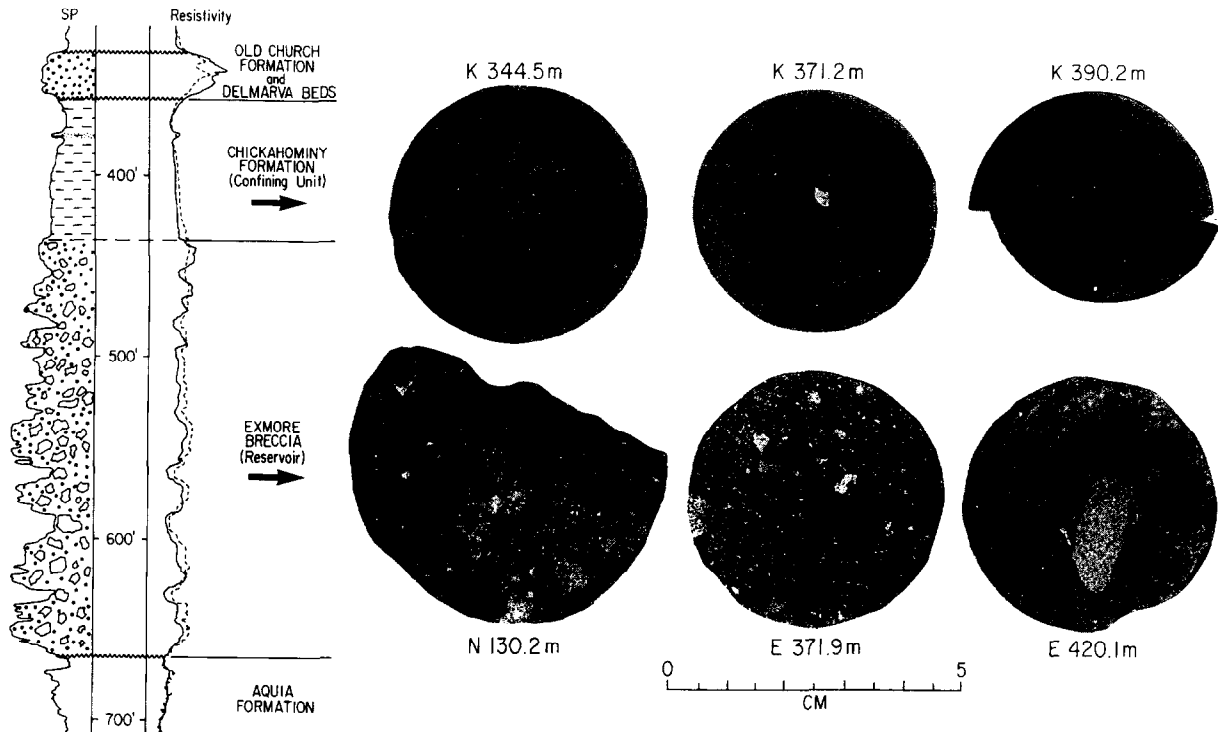 SP
Resistivity
OLD CHURCH
FORMATION
and
DELMARVA BEDS
CHICKAHOMINY
FORMATION
(Confining Unit)
400'
500'
EXMORE
BRECCIA
(Reservoir)
600'
AQUIA
FORMATION
700'
K 344.5m
K 371.2m
K 390.2m
N 130.2m
E 371.9m
E 420.1m
0
5
CM